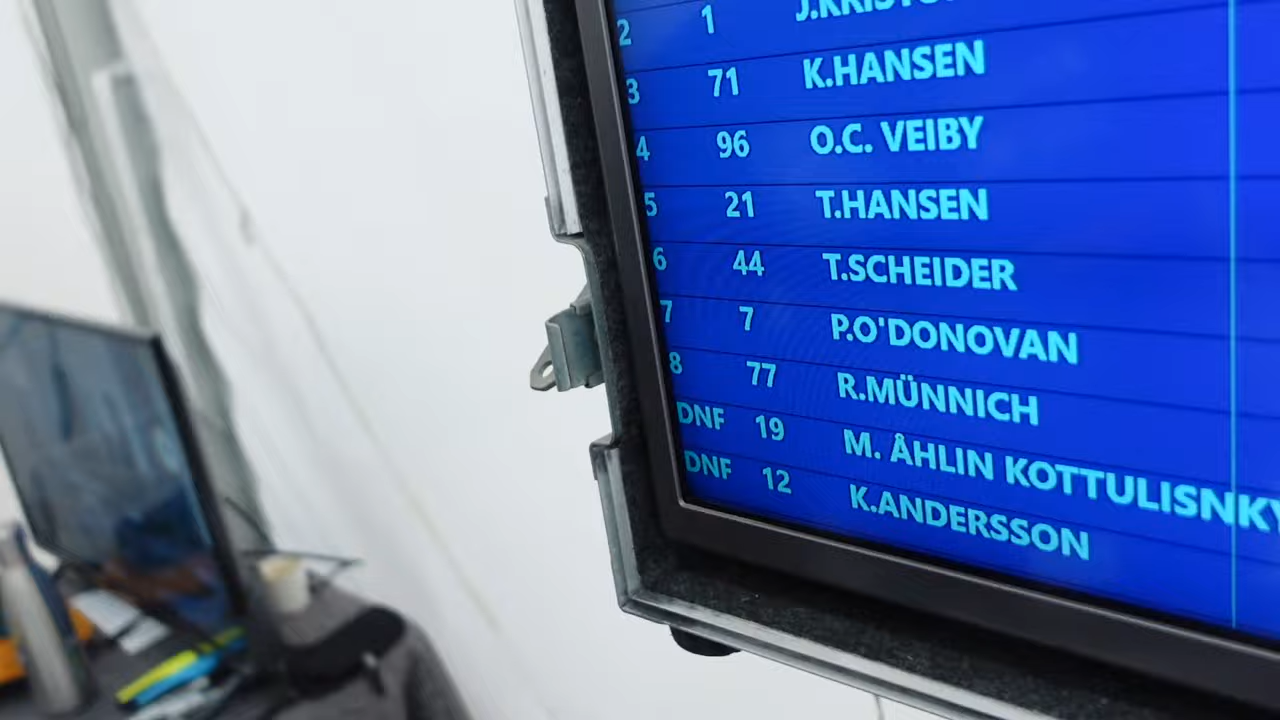 2 1
3 71 K.HANSEN
4 96 O.C. VEIBY
5 21 T.HANSEN
6 44 T.SCHEIDER
7 7 P.O'DONOVAN
8 77 R.MÜNNICH
DNF 19 M. ÅHLIN KOTTULISNK
DNF 12 K.ANDERSSON